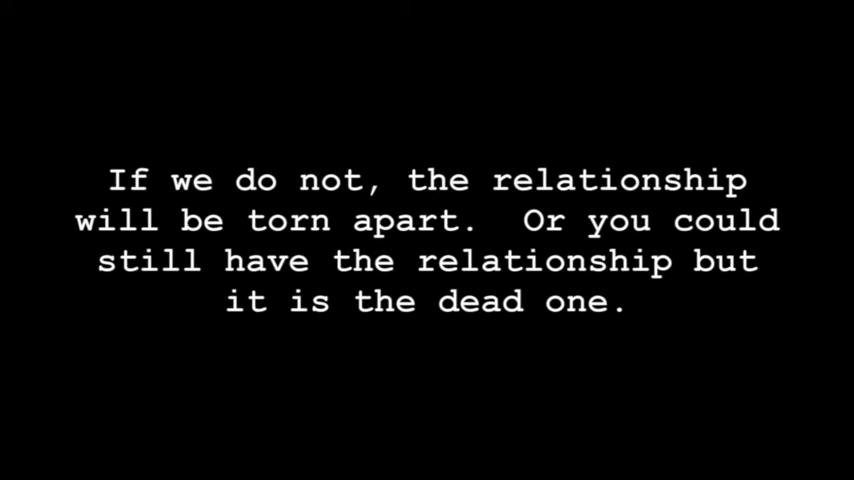 If we do not, the relationship
will be torn apart.  Or you could
still have the relationship but
it is the dead one.